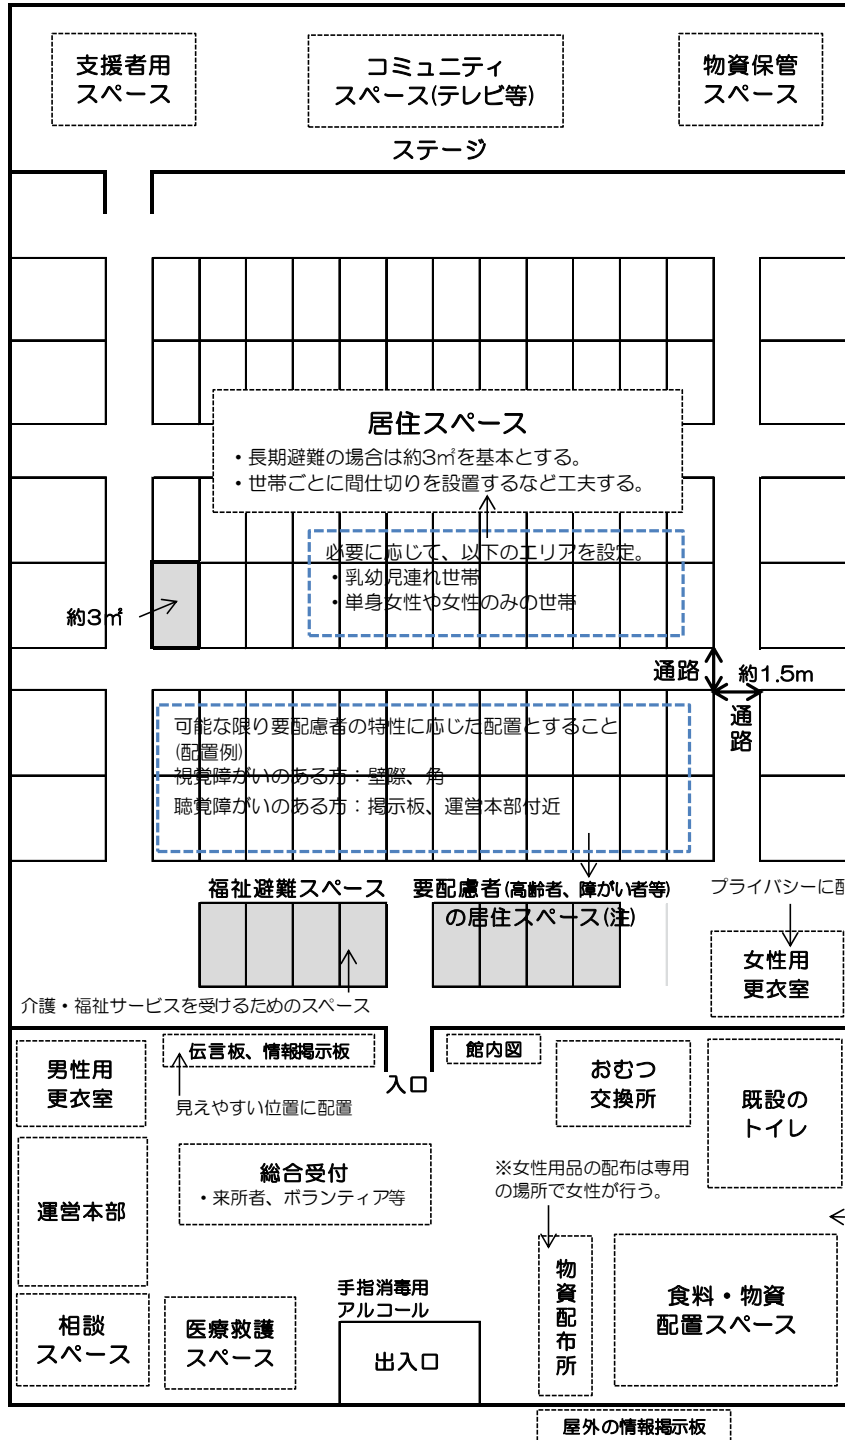 支援者用
スペース
コミュニティ
スペース(テレビ等)
物資保管
スペース
ステージ
居住スペース
・長期避難の場合は約3㎡を基本とする。
・世帯ごとに間仕切りを設置するなど工夫する。
必要に応じて、以下のエリアを設定。
・乳幼児連れ世帯
・単身女性や女性のみの世帯
約3㎡
通路
約1.5m
通
路
可能な限り要配慮者の特性に応じた配置とすること
(配置例)
視覚障がいのある方：壁際、角
聴覚障がいのある方：掲示板、運営本部付近
福祉避難スペース
要配慮者(高齢者、障がい者等)
の居住スペース(注)
プライバシーに配
女性用
更衣室
介護・福祉サービスを受けるためのスペース
男性用
更衣室
伝言板、情報掲示板
見えやすい位置に配置
入口
館内図
おむつ
交換所
既設の
トイレ
運営本部
総合受付
・来所者、ボランティア等
※女性用品の配布は専用
の場所で女性が行う。
物
資
配
布
所
食料・物資
配置スペース
相談
スペース
医療救護
スペース
手指消毒用
アルコール
出入口
屋外の情報掲示板